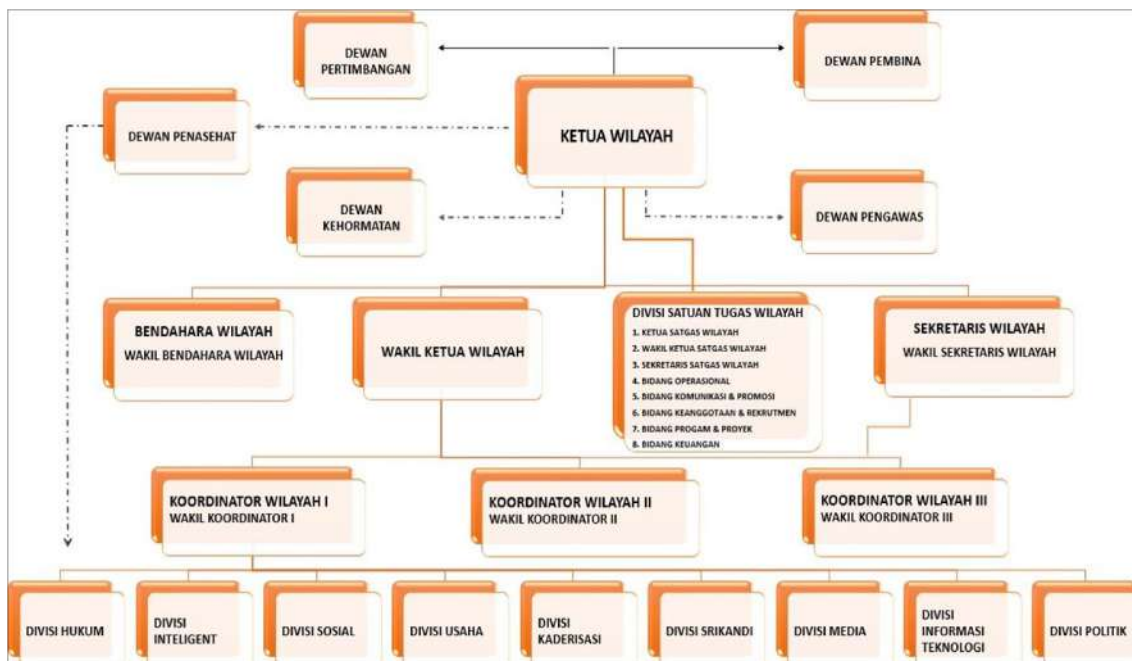 DEWAN
PERTIMBANGAN
DEWAN PEMBINA
DEWAN PENASEHAT
KETUA WILAYAH
DEWAN
KEHORMATAN
DEWAN PENGAWAS
BENDAHARA WILAYAH
WAKIL BENDAHARA WILAYAH
WAKIL KETUA WILAYAH
DIVISI SATUAN TUGAS WILAYAH
1. KETUA SATGAS WILAYAH
2. WAKIL KETUA SATGAS WILAYAH
3. SEKRETARIS SATGAS WILAYAH
4. BIDANG OPERASIONAL
5. BIDANG KOMUNIKASI & PROMOSI
6. BIDANG KEANGGOTAAN & REKRUTMEN
7. BIDANG PROGAM & PROYEK
8. BIDANG KEUANGAN
SEKRETARIS WILAYAH
WAKIL SEKRETARIS WILAYAH
KOORDINATOR WILAYAH I
WAKIL KOORDINATOR I
KOORDINATOR WILAYAH II
WAKIL KOORDINATOR II
KOORDINATOR WILAYAH III
WAKIL KOORDINATOR III
DIVISI HUKUM
DIVISI
INTELIGENT
DIVISI SOSIAL
DIVISI USAHA
DIVISI
KADERISASI
DIVISI SRIKANDI
DIVISI MEDIA
DIVISI
INFORMASI
TEKNOLOGI
DIVISI POLITIK